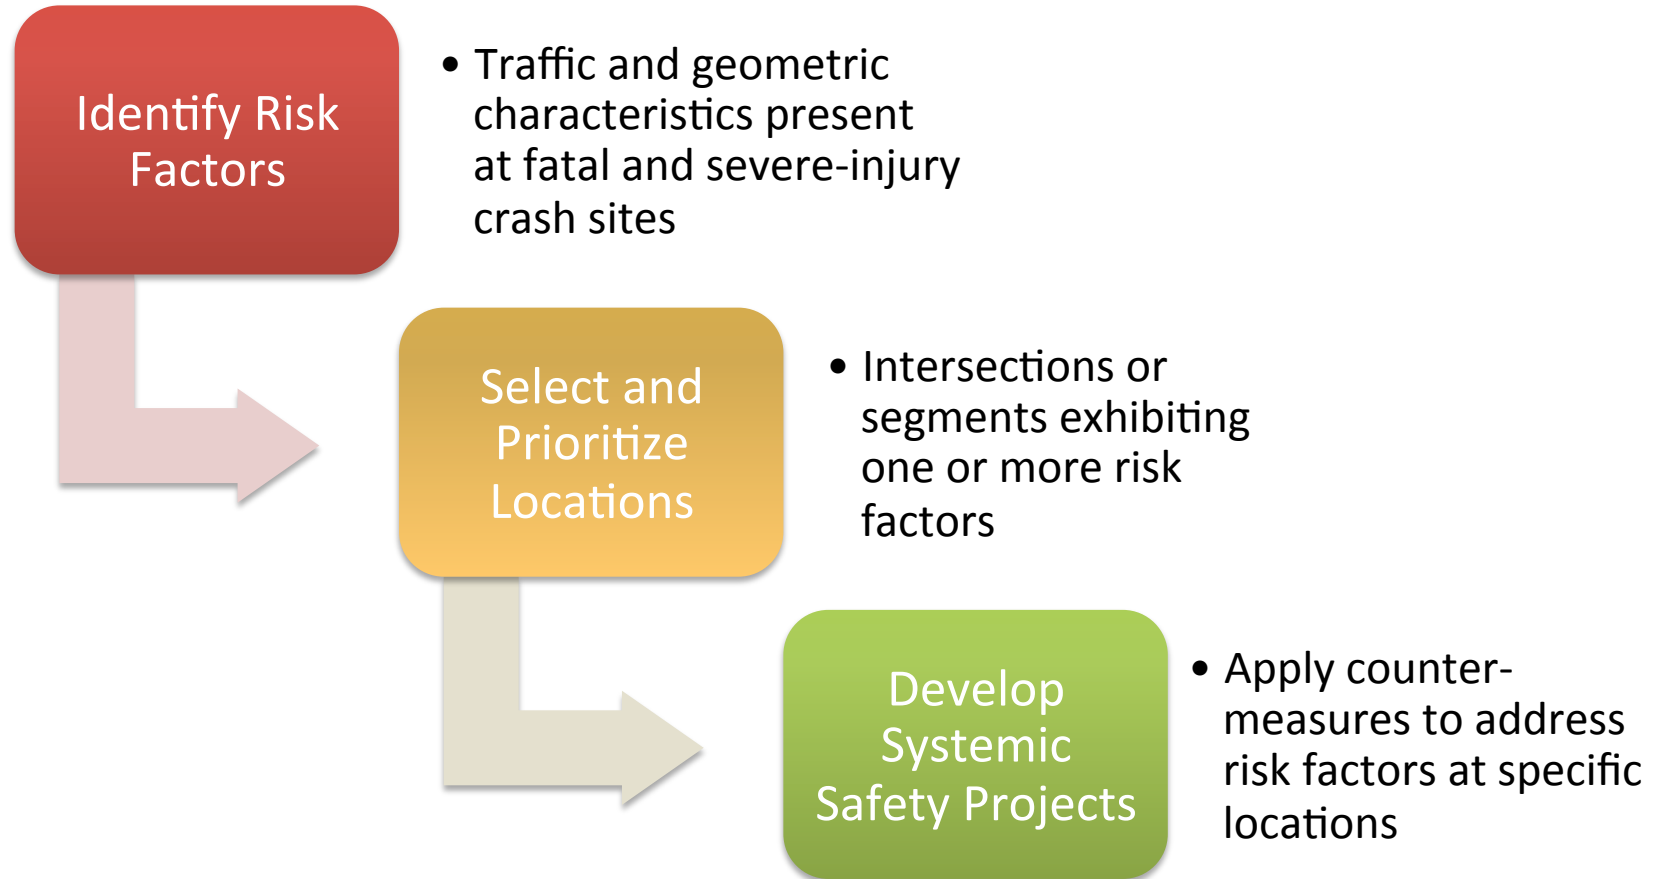 Identify Risk
Factors
• Traffic and geometric
characteristics present
at fatal and severe-injury
crash sites
Select and
Prioritize
Locations
• Intersections or
segments exhibiting
one or more risk
factors
Develop
Systemic
Safety Projects
• Apply counter-
measures to address
risk factors at specific
locations